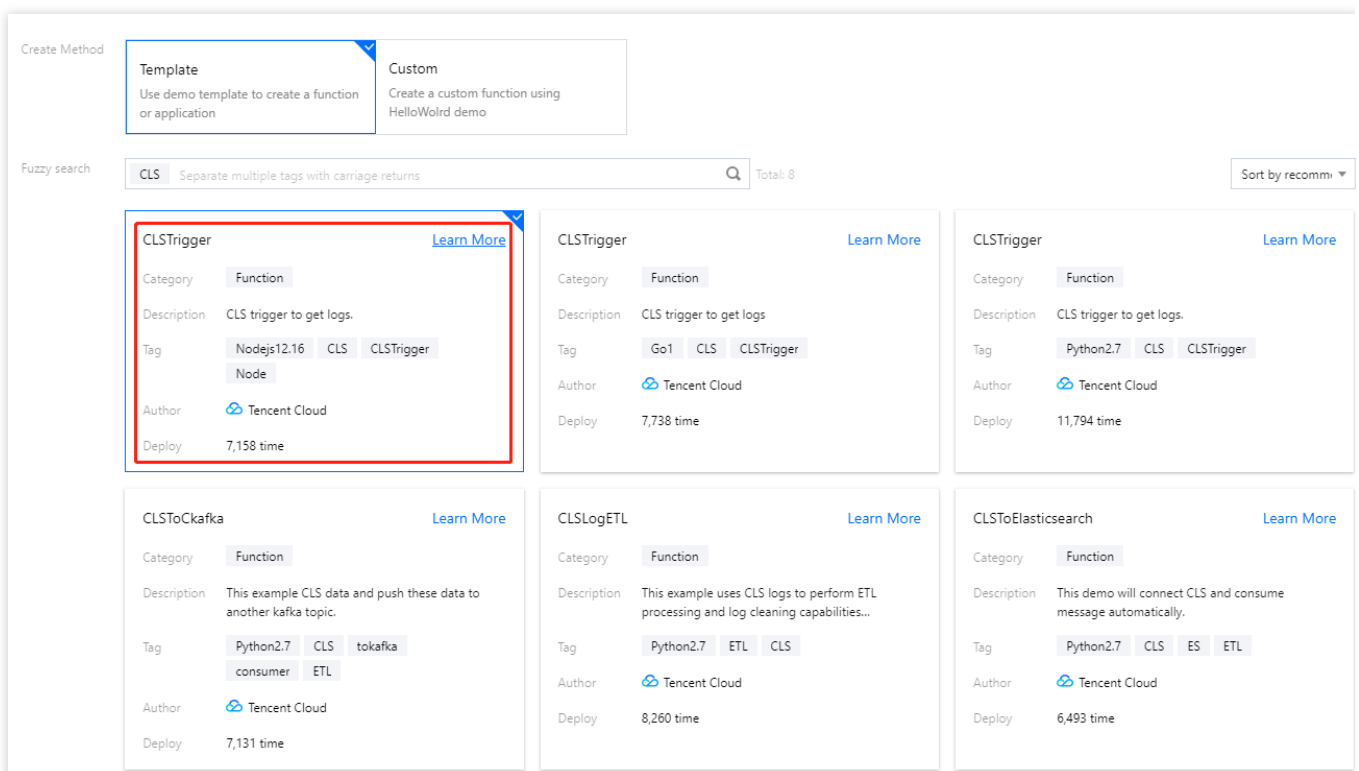 Create Method
Template
Use demo template to create a function
or application
Custom
Create a custom function using
HelloWolrd demo
Fuzzy search
CLS Separate multiple tags with carriage returns
Total: 8
Sort by recomm
CLSTrigger Learn More
Category Function
Description CLS trigger to get logs.
Tag Nodejs12.16 CLS CLSTrigger
Node
Author Tencent Cloud
Deploy 7,158 time
CLSTrigger Learn More
Category Function
Description CLS trigger to get logs
Tag Go1 CLS CLSTrigger
Author Tencent Cloud
Deploy 7,738 time
CLSTrigger Learn More
Category Function
Description CLS trigger to get logs.
Tag Python2.7 CLS CLSTrigger
Author Tencent Cloud
Deploy 11,794 time
CLSToCkafka Learn More
Category Function
Description This example CLS data and push these data to
another kafka topic.
Tag Python2.7 CLS tokafka
consumer ETL
Author Tencent Cloud
Deploy 7,131 time
CLSLogETL Learn More
Category Function
Description This example uses CLS logs to perform ETL
processing and log cleaning capabilities...
Tag Python2.7 ETL CLS
Author Tencent Cloud
Deploy 8,260 time
CLSToElasticsearch Learn More
Category Function
Description This demo will connect CLS and consume
message automatically.
Tag Python2.7 CLS ES ETL
Author Tencent Cloud
Deploy 6,493 time